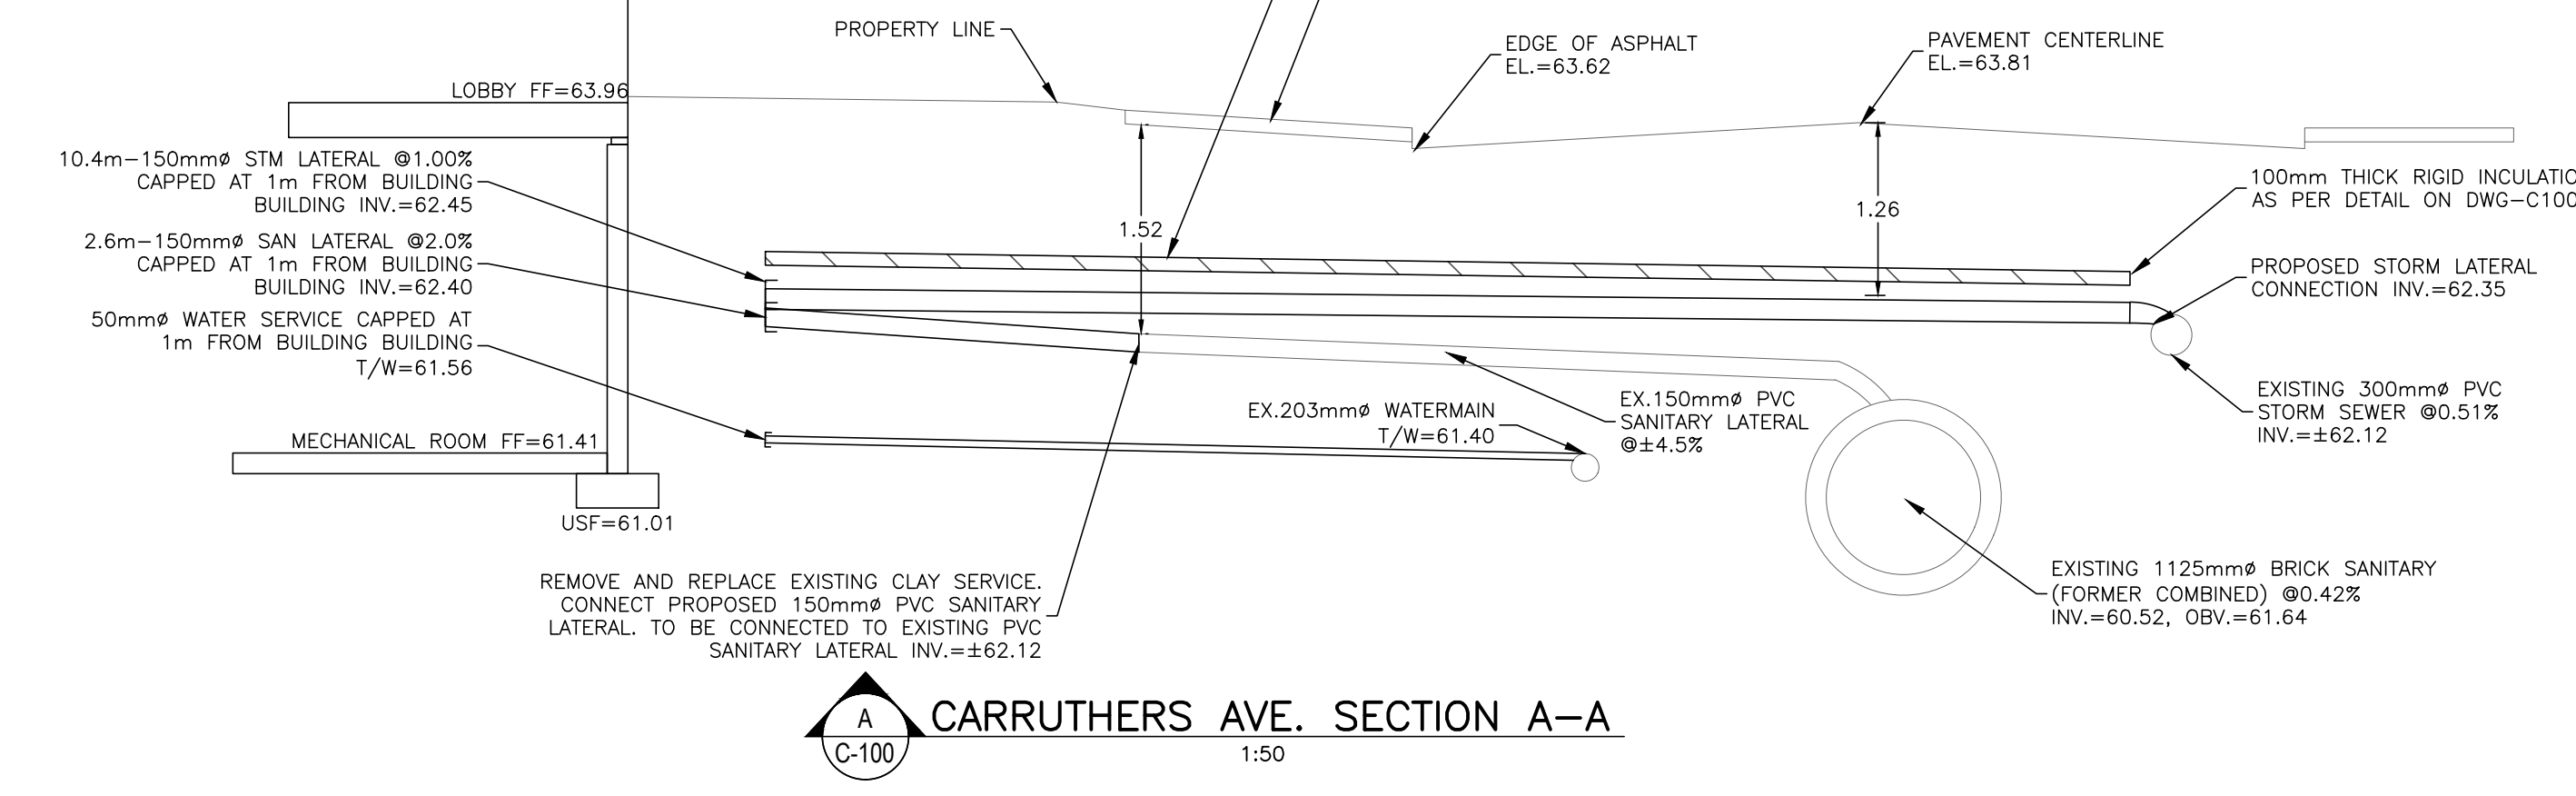 PROPERTY LINE
EDGE OF ASPHALT
EL.=63.62
PAVEMENT CENTERLINE
EL.=63.81
LOBBY FF=63.96
10.4m-150mmø STM LATERAL @1.00%
CAPPED AT 1m FROM BUILDING
BUILDING INV.=62.45
2.6m-150mmø SAN LATERAL @2.0%
CAPPED AT 1m FROM BUILDING
BUILDING INV.=62.40
50mmø WATER SERVICE CAPPED AT
1m FROM BUILDING BUILDING
T/W=61.56
MECHANICAL ROOM FF=61.41
USF=61.01
1.52
1.26
100mm THICK RIGID INCULATIO
AS PER DETAIL ON DWG-C100
PROPOSED STORM LATERAL
CONNECTION INV.=62.35
EX.203mmø WATERMAIN
T/W=61.40
EX.150mmø PVC
SANITARY LATERAL
@±4.5%
EXISTING 300mmø PVC
STORM SEWER @0.51%
INV.=±62.12
EXISTING 1125mmø BRICK SANITARY
(FORMER COMBINED) @0.42%
INV.=60.52, OBV.=61.64
REMOVE AND REPLACE EXISTING CLAY SERVICE.
CONNECT PROPOSED 150mmø PVC SANITARY
LATERAL. TO BE CONNECTED TO EXISTING PVC
SANITARY LATERAL INV.=±62.12
A
C-100
CARRUTHERS AVE. SECTION A-A
1:50